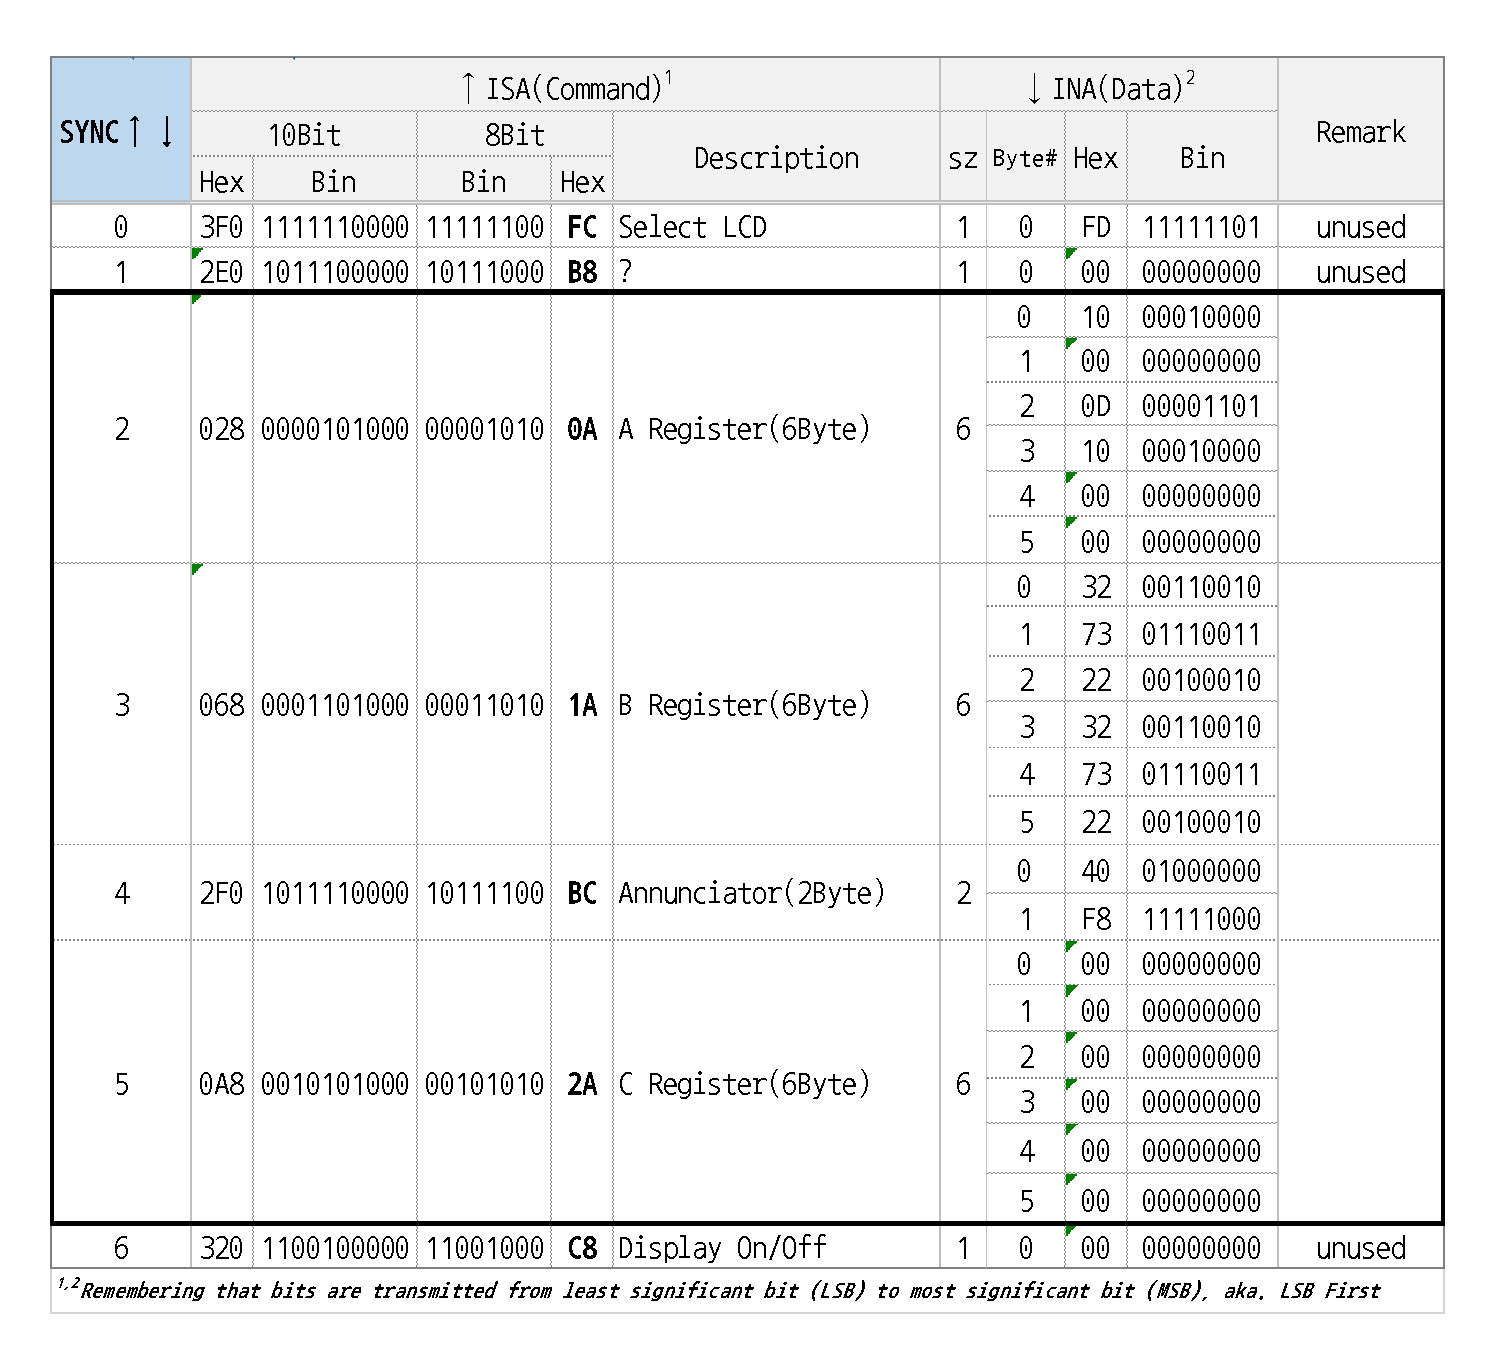 SYNC↑ ↓ ↑ISA(Command)¹ ↓INA(Data)² Remark
10Bit 8Bit Description sz Byte# Hex Bin
Hex Bin Bin Hex
0 3F0 1111110000 11111100 FC Select LCD 1 0 FD 11111101 unused
1 2E0 1011100000 10111000 B8 ? 1 0 00 00000000 unused
2 028 0000101000 00001010 0A A Register(6Byte) 6
0 10 00010000
1 00 00000000
2 0D 00001101
3 10 00010000
4 00 00000000
5 00 00000000
3 068 0001101000 00011010 1A B Register(6Byte) 6
0 32 00110010
1 73 01110011
2 22 00100010
3 32 00110010
4 73 01110011
5 22 00100010
4 2F0 1011110000 10111100 BC Annunciator(2Byte) 2
0 40 01000000
1 F8 11111000
5 0A8 0010101000 00101010 2A C Register(6Byte) 6
0 00 00000000
1 00 00000000
2 00 00000000
3 00 00000000
4 00 00000000
5 00 00000000
6 320 1100100000 11001000 C8 Display On/Off 1 0 00 00000000 unused
¹,²Remembering that bits are transmitted from least significant bit (LSB) to most significant bit (MSB), aka. LSB First